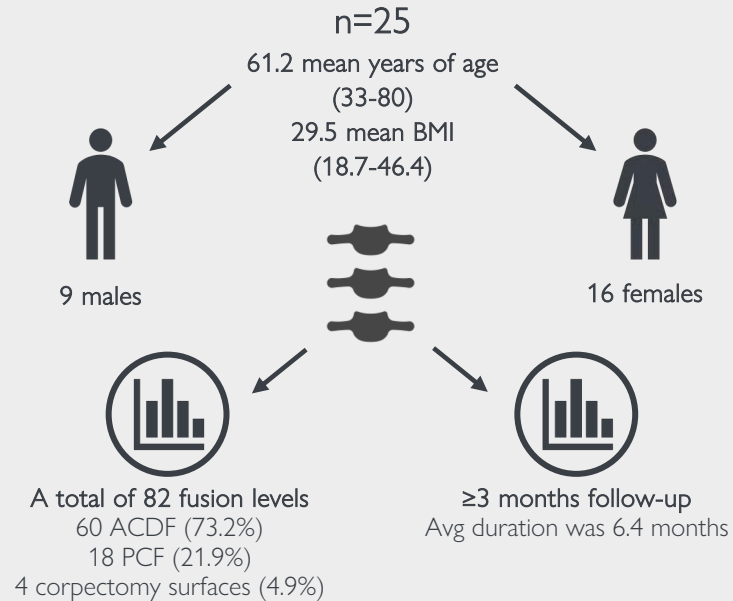 n=25
61.2 mean years of age
(33-80)
29.5 mean BMI
(18.7-46.4)
9 males
16 females
A total of 82 fusion levels
60 ACDF (73.2%)
18 PCF (21.9%)
4 corpectomy surfaces (4.9%)
≥3 months follow-up
Avg duration was 6.4 months